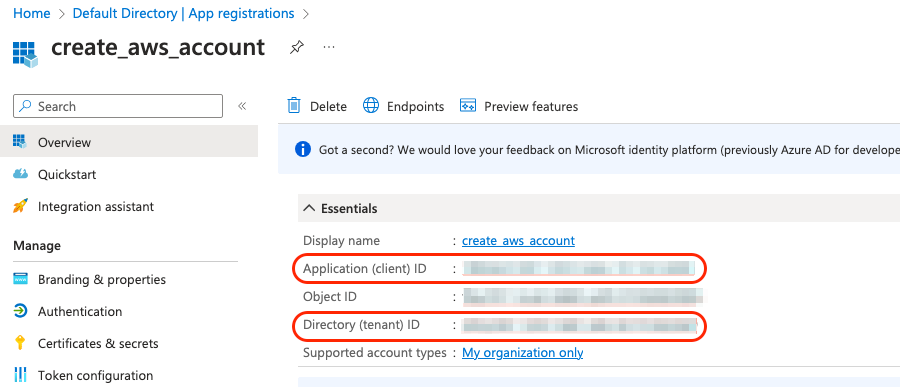 Home > Default Directory | App registrations >
create_aws_account
Search
Delete Endpoints Preview features
Overview
Got a second? We would love your feedback on Microsoft identity platform (previously Azure AD for develope
Quickstart
Integration assistant
Essentials
Display name : create_aws_account
Manage
Application (client) ID :
Branding & properties
Object ID :
Authentication
Directory (tenant) ID :
Certificates & secrets
Supported account types : My organization only
Token configuration